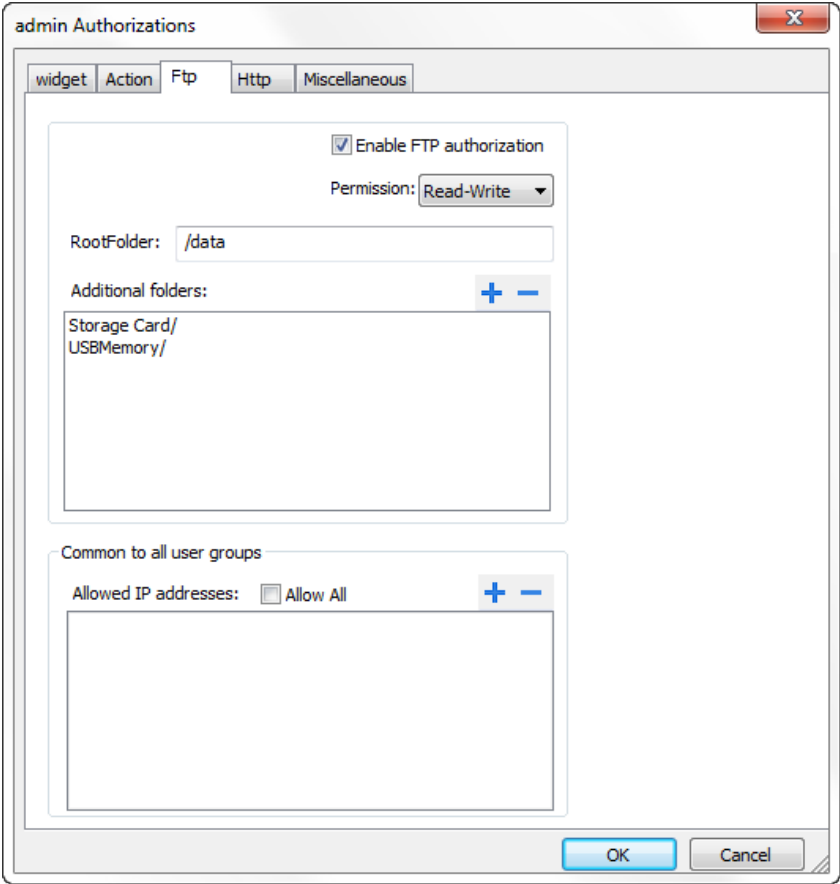 admin Authorizations
widget Action Ftp Http Miscellaneous
Enable FTP authorization
Permission: Read-Write
RootFolder: /data
Additional folders:
Storage Card/
USBMemory/
Common to all user groups
Allowed IP addresses: Allow All
OK Cancel